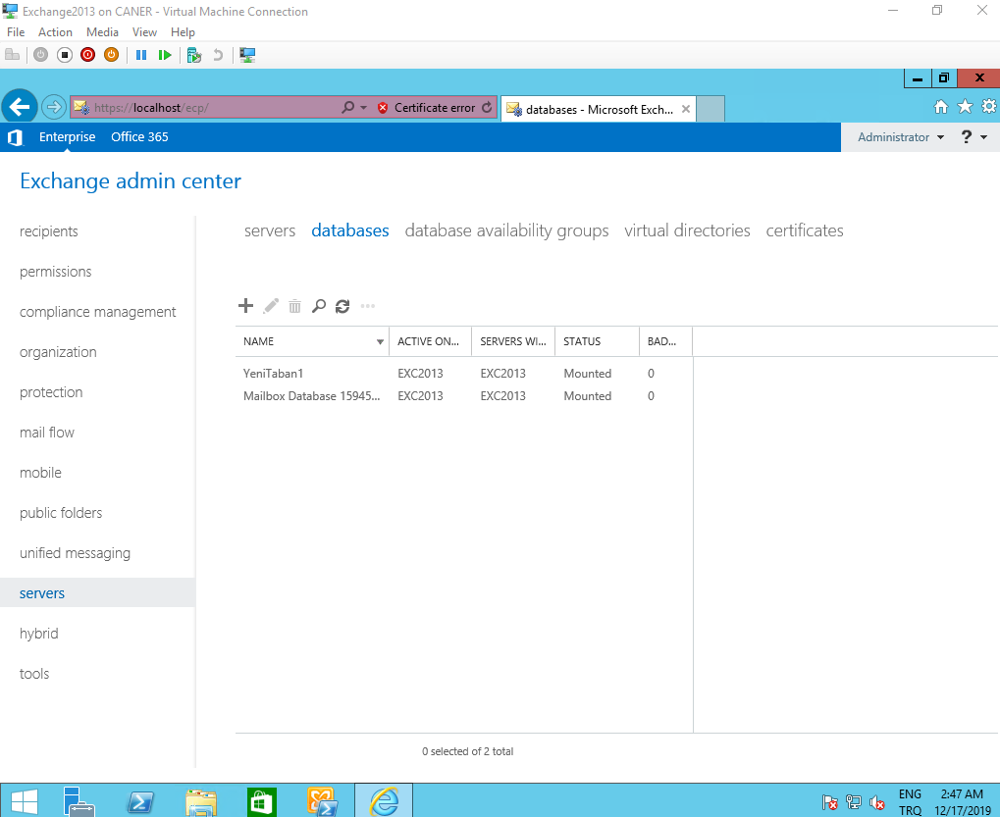 Exchange2013 on CANER - Virtual Machine Connection
File Action Media View Help
https://localhost/ecp/
Certificate error
databases - Microsoft Exch...
Enterprise Office 365
Administrator
?
Exchange admin center
recipients
permissions
compliance management
organization
protection
mail flow
mobile
public folders
unified messaging
servers
hybrid
tools
servers databases database availability groups virtual directories certificates
NAME ACTIVE ON... SERVERS WI... STATUS BAD...
YeniTaban1 EXC2013 EXC2013 Mounted 0
Mailbox Database 15945... EXC2013 EXC2013 Mounted 0
0 selected of 2 total
ENG 2:47 AM
TRQ 12/17/2019